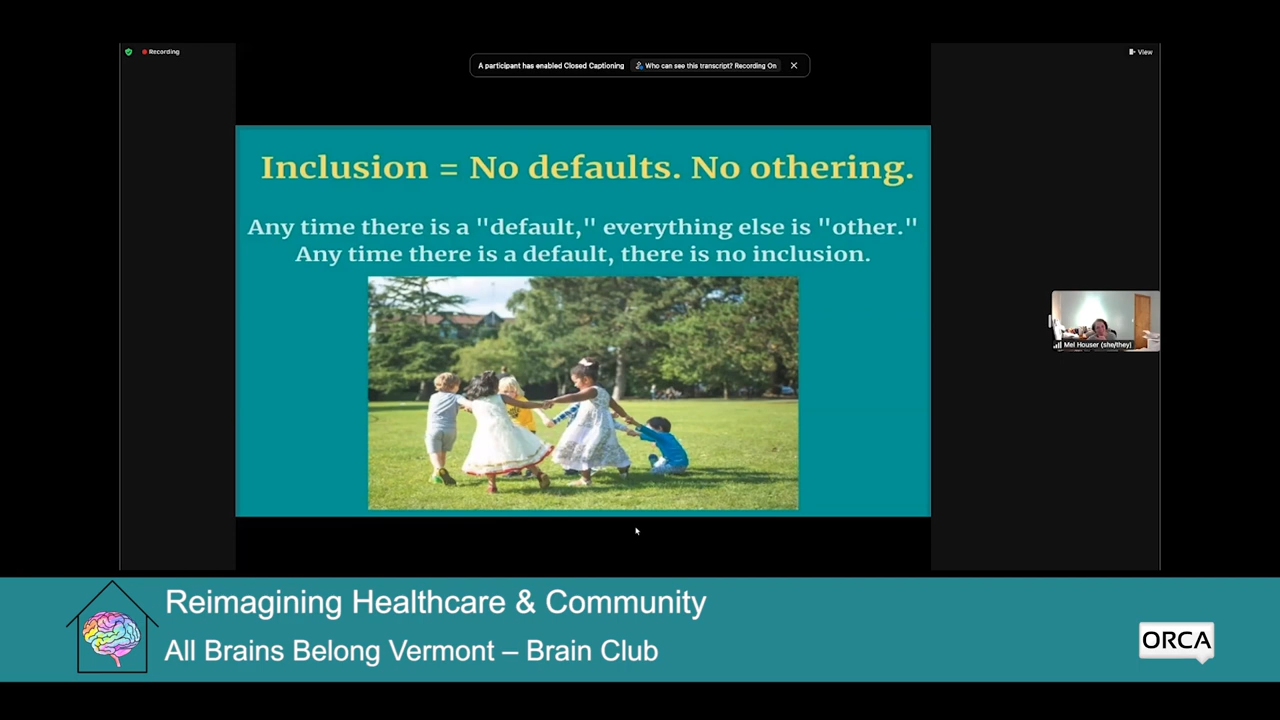 Recording
A participant has enabled Closed Captioning
Who can see this transcript? Recording On
View
Inclusion = No defaults. No othering.
Any time there is a "default," everything else is "other."
Any time there is a default, there is no inclusion.
Mel Houser (she/they)
Reimagining Healthcare & Community
All Brains Belong Vermont – Brain Club
ORCA